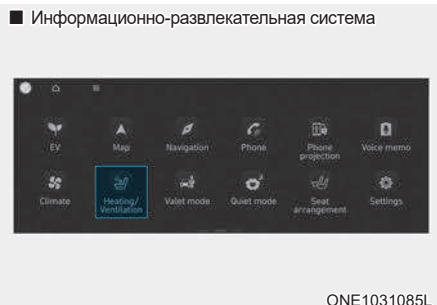 ■ Информационно-развлекательная система
EV
Map
Navigation
Phone
Phone
projection
Voice memo
Climate
Heating/
Ventilation
Valet mode
Quiet mode
Seat
arrangement
Settings
ONE1031085L